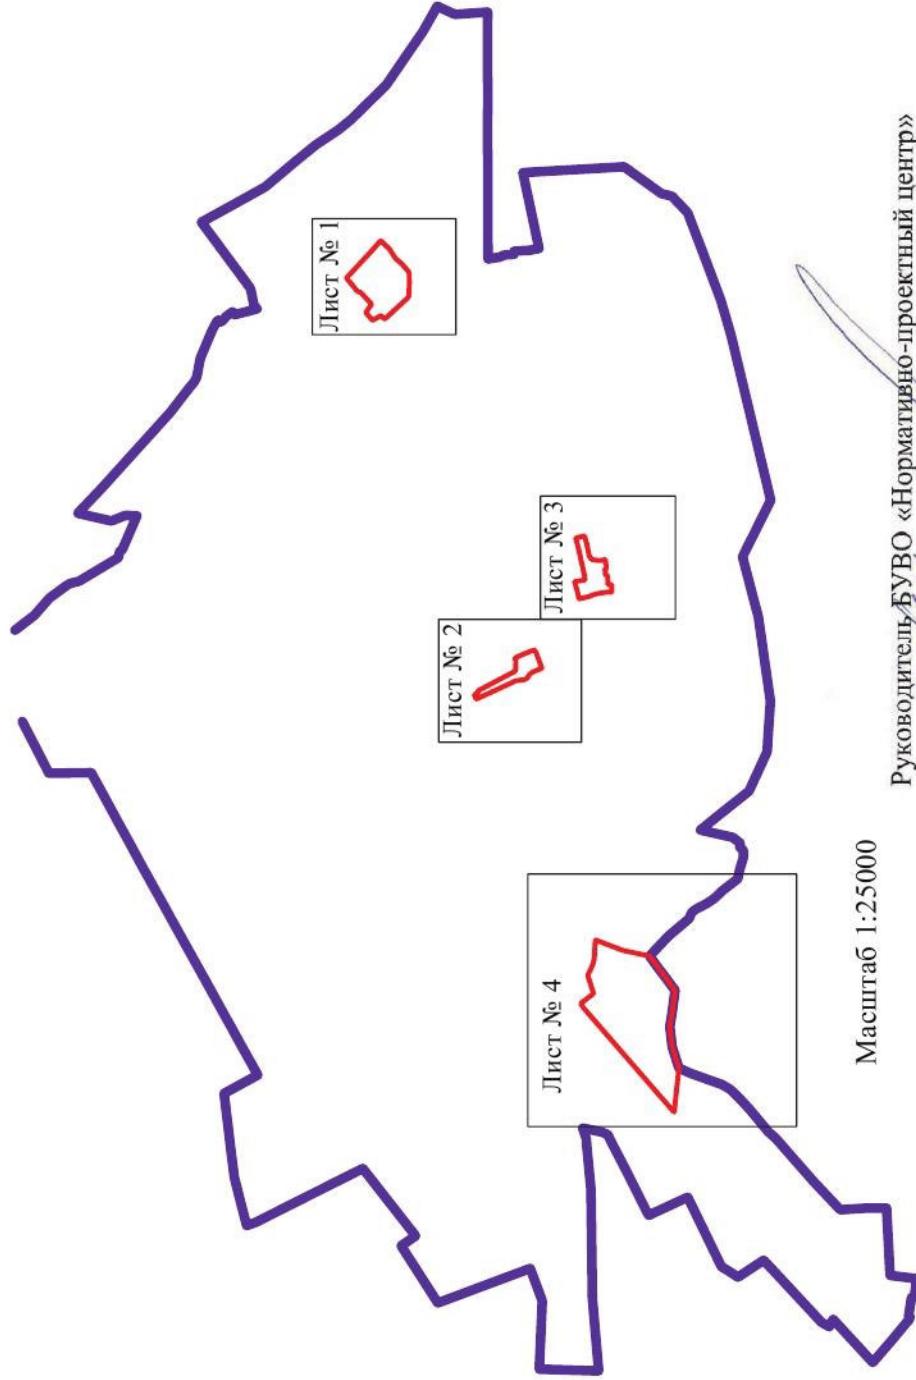 Лист № 1
Лист № 2
Лист № 3
Лист № 4
Масштаб 1:25000
Руководитель БУВО «Нормативно-проектный центр»